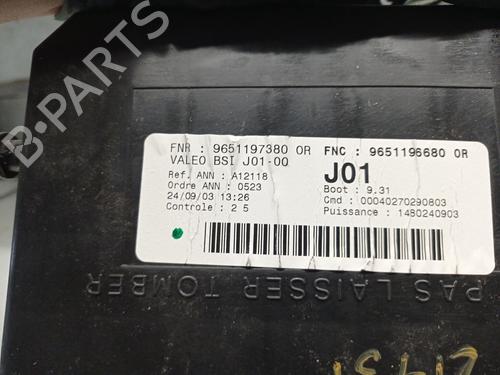 B-PARTS
FNR : 9651197380 OR FNC : 9651196680 OR
VALEO BSI J01-00 J01
Ref. ANN : A12118 Boot : 9.31
Ordre ANN : 0523 Cmd : 00040270290803
24/09/03 13:26 Puissance : 1480240903
Controle : 2 5
PAS LAISSER TOMBER